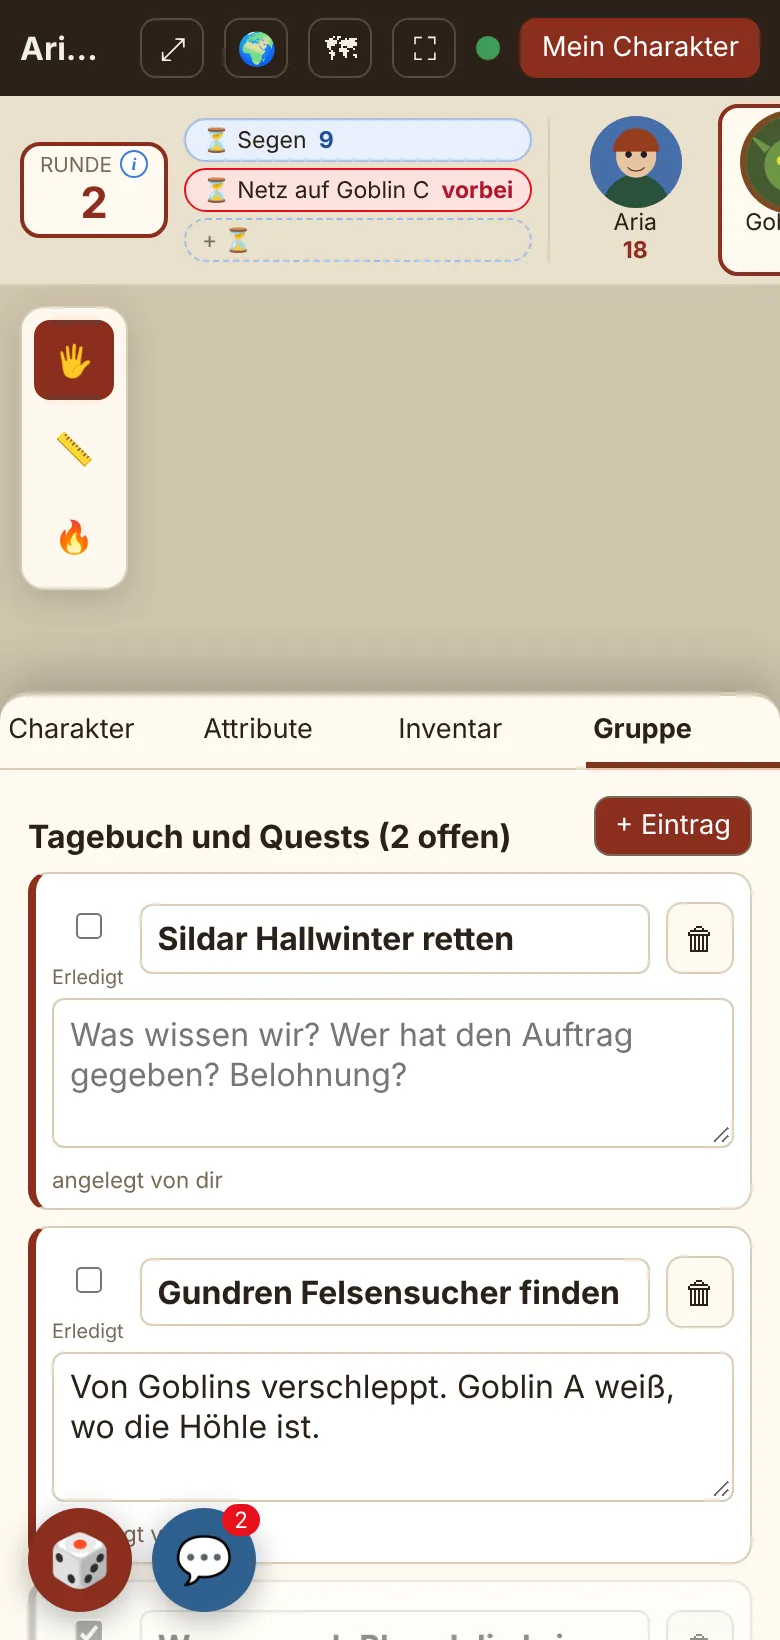 Ari...
Mein Charakter
RUNDE i
2
Segen 9
Netz auf Goblin C vorbei
+
Aria
18
Charakter
Attribute
Inventar
Gruppe
Tagebuch und Quests (2 offen)
+ Eintrag
Sildar Hallwinter retten
Erledigt
Was wissen wir? Wer hat den Auftrag
gegeben? Belohnung?
angelegt von dir
Gundren Felsensucher finden
Erledigt
Von Goblins verschleppt. Goblin A weiß,
wo die Höhle ist.
2